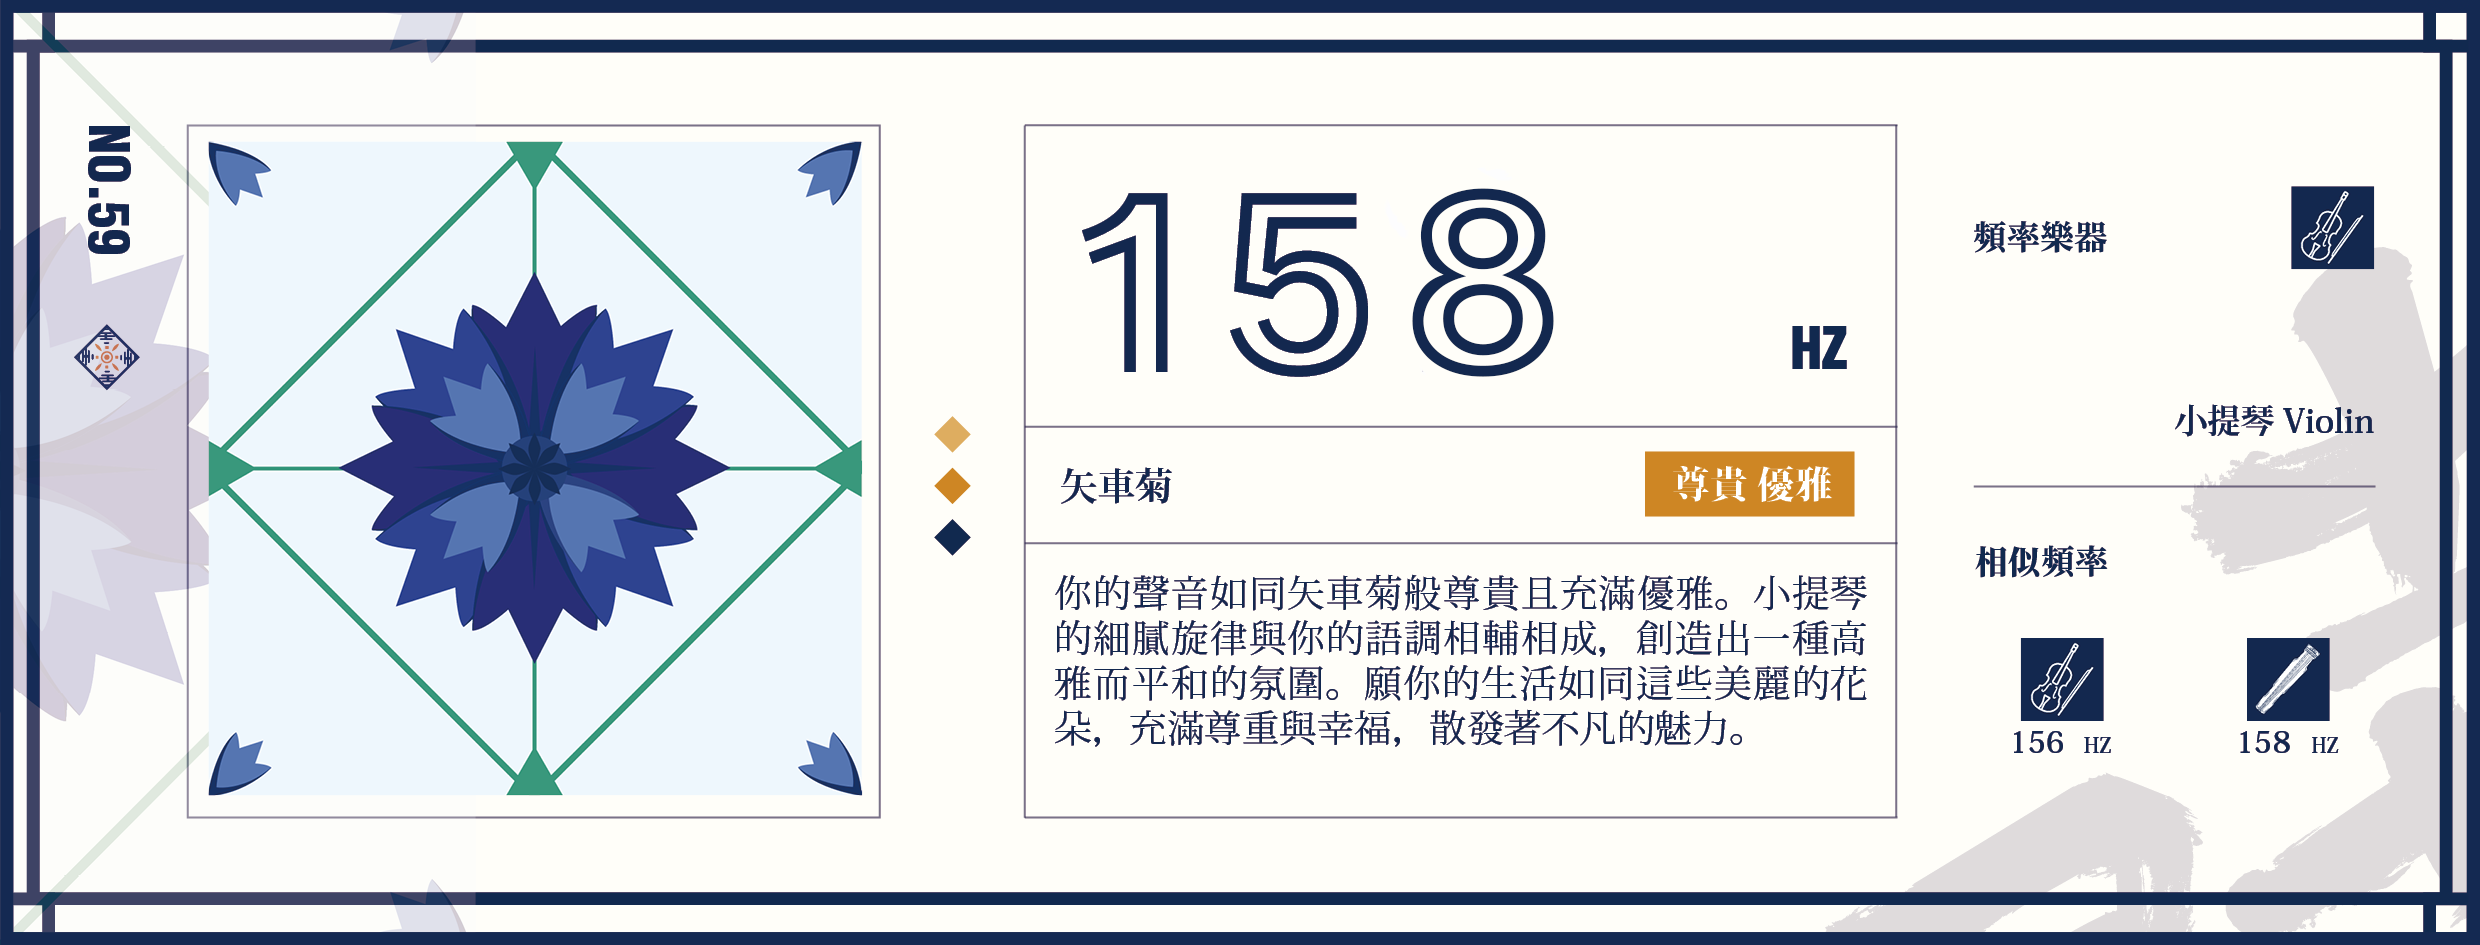 NO.59
158
HZ
矢車菊
尊貴 優雅
你的聲音如同矢車菊般尊貴且充滿優雅。小提琴
的細膩旋律與你的語調相輔相成，創造出一種高
雅而平和的氛圍。願你的生活如同這些美麗的花
朵，充滿尊重與幸福，散發著不凡的魅力。
頻率樂器
小提琴 Violin
相似頻率
156 HZ
158 HZ